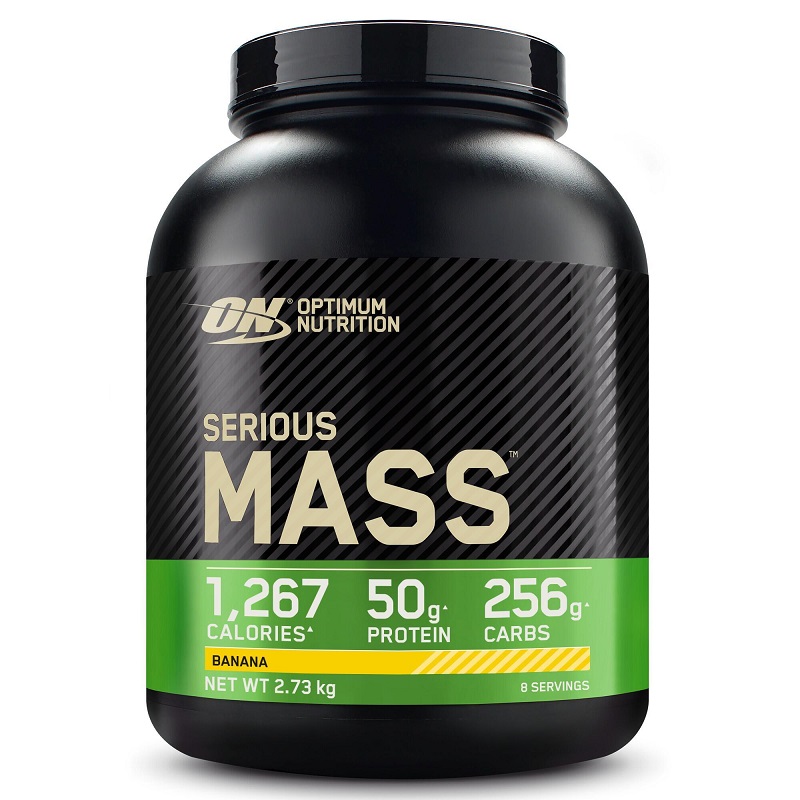 ON® OPTIMUM
NUTRITION
SERIOUS
MASS™
1,267 50g▲ 256g▲
CALORIES▲ PROTEIN CARBS
BANANA
NET WT 2.73 kg 8 SERVINGS